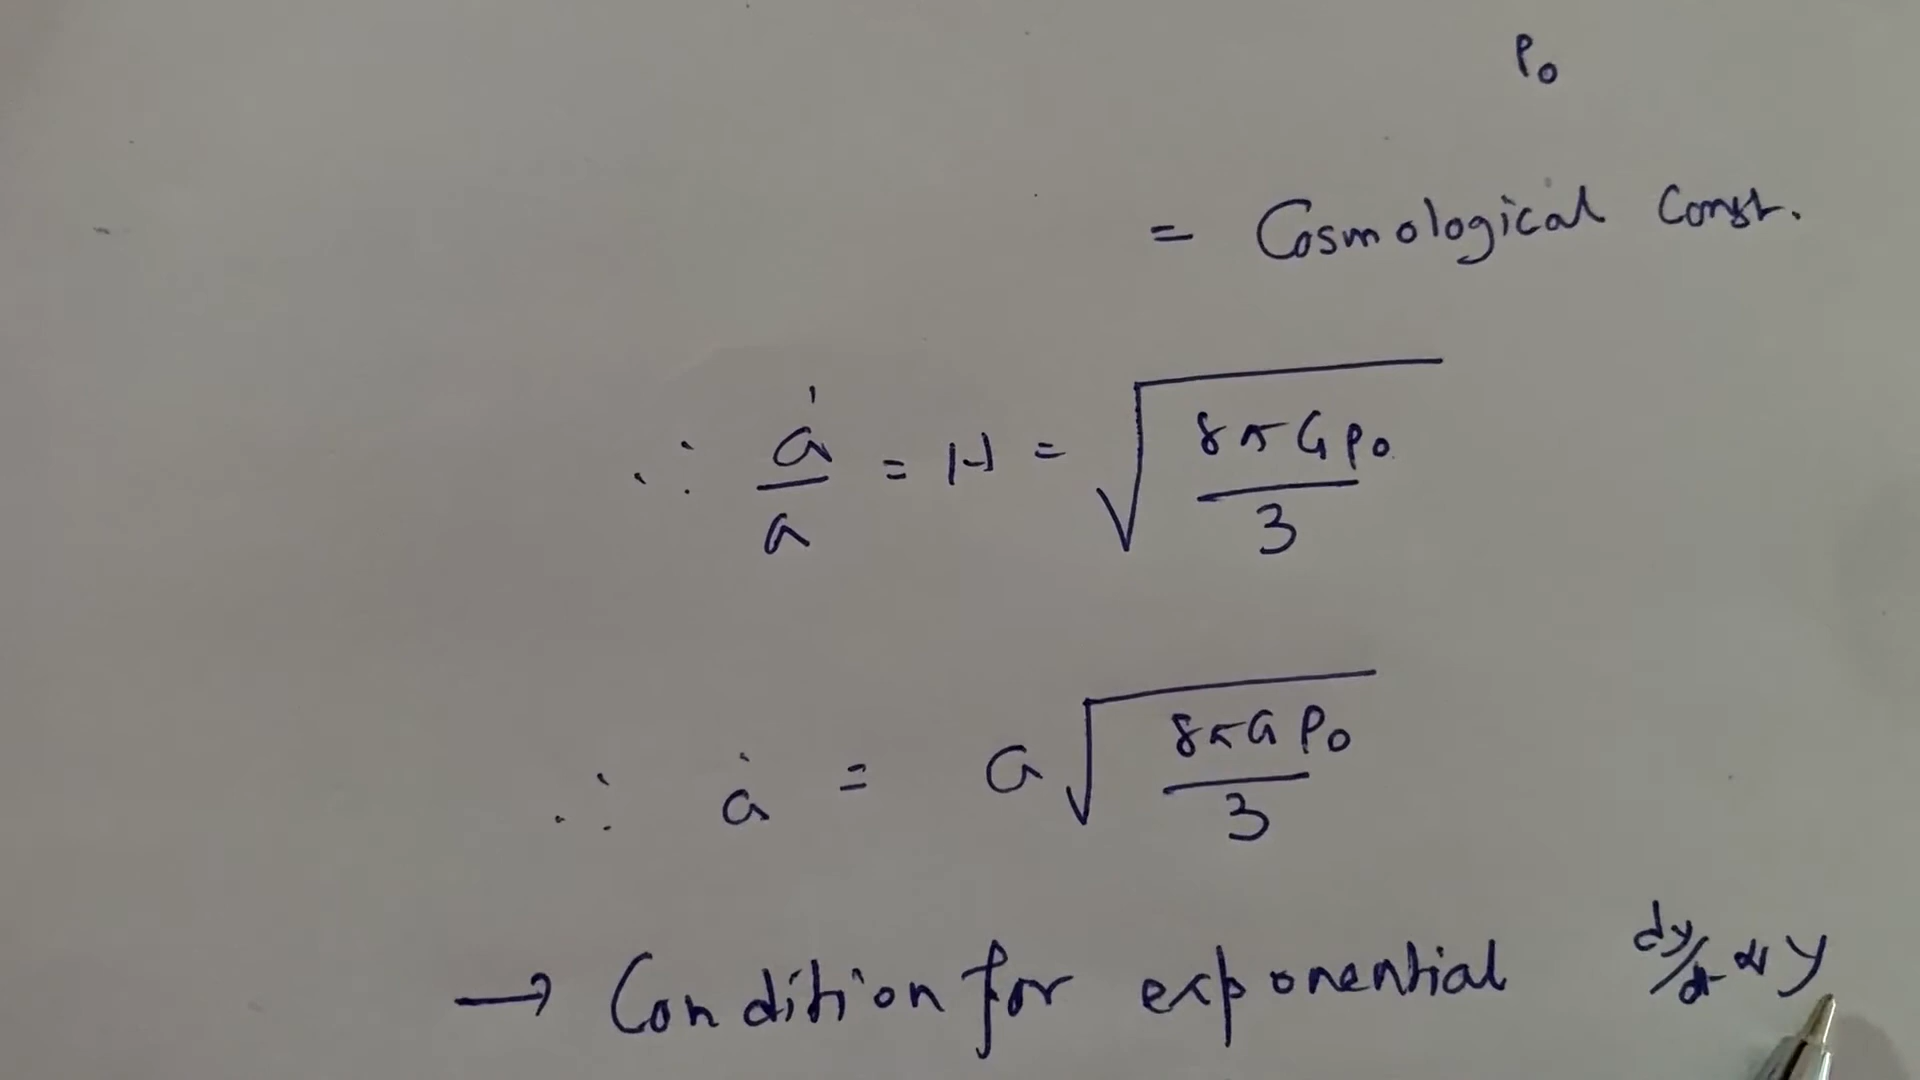 ρ₀
= Cosmological Const.
∴ ȧ/a = H = √(8πGρ₀/3)
∴ ȧ = a√(8πGρ₀/3)
→ Condition for exponential dy/dt α y